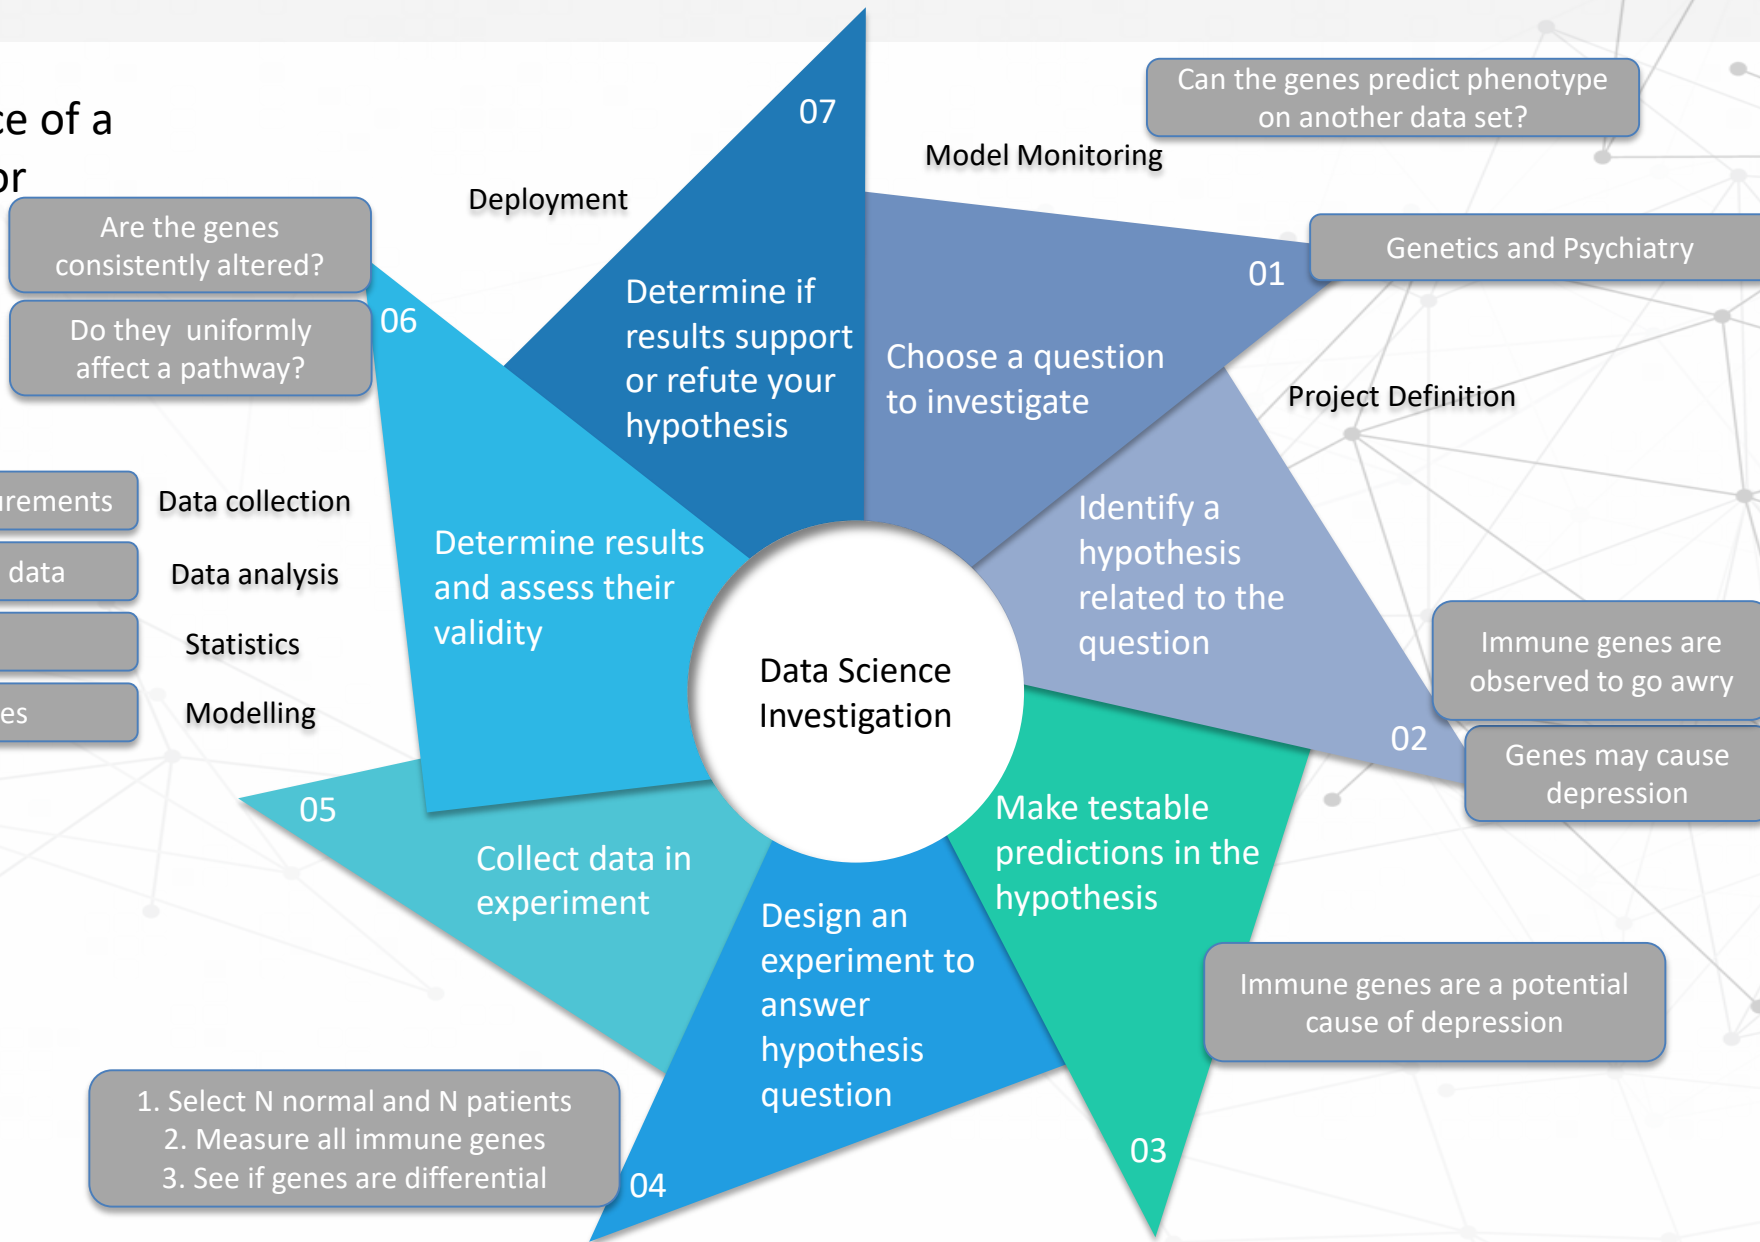 ce of a
or
07
Can the genes predict phenotype
on another data set?
Model Monitoring
Deployment
Are the genes
consistently altered?
Do they uniformly
affect a pathway?
06
Determine if
results support
or refute your
hypothesis
Choose a question
to investigate
01
Genetics and Psychiatry
Project Definition
urements
Data collection
data
Data analysis
Statistics
es
Modelling
Determine results
and assess their
validity
Data Science
Investigation
Identify a
hypothesis
related to the
question
02
Immune genes are
observed to go awry
Genes may cause
depression
05
Collect data in
experiment
Design an
experiment to
answer
hypothesis
question
04
Make testable
predictions in the
hypothesis
03
Immune genes are a potential
cause of depression
1. Select N normal and N patients
2. Measure all immune genes
3. See if genes are differential